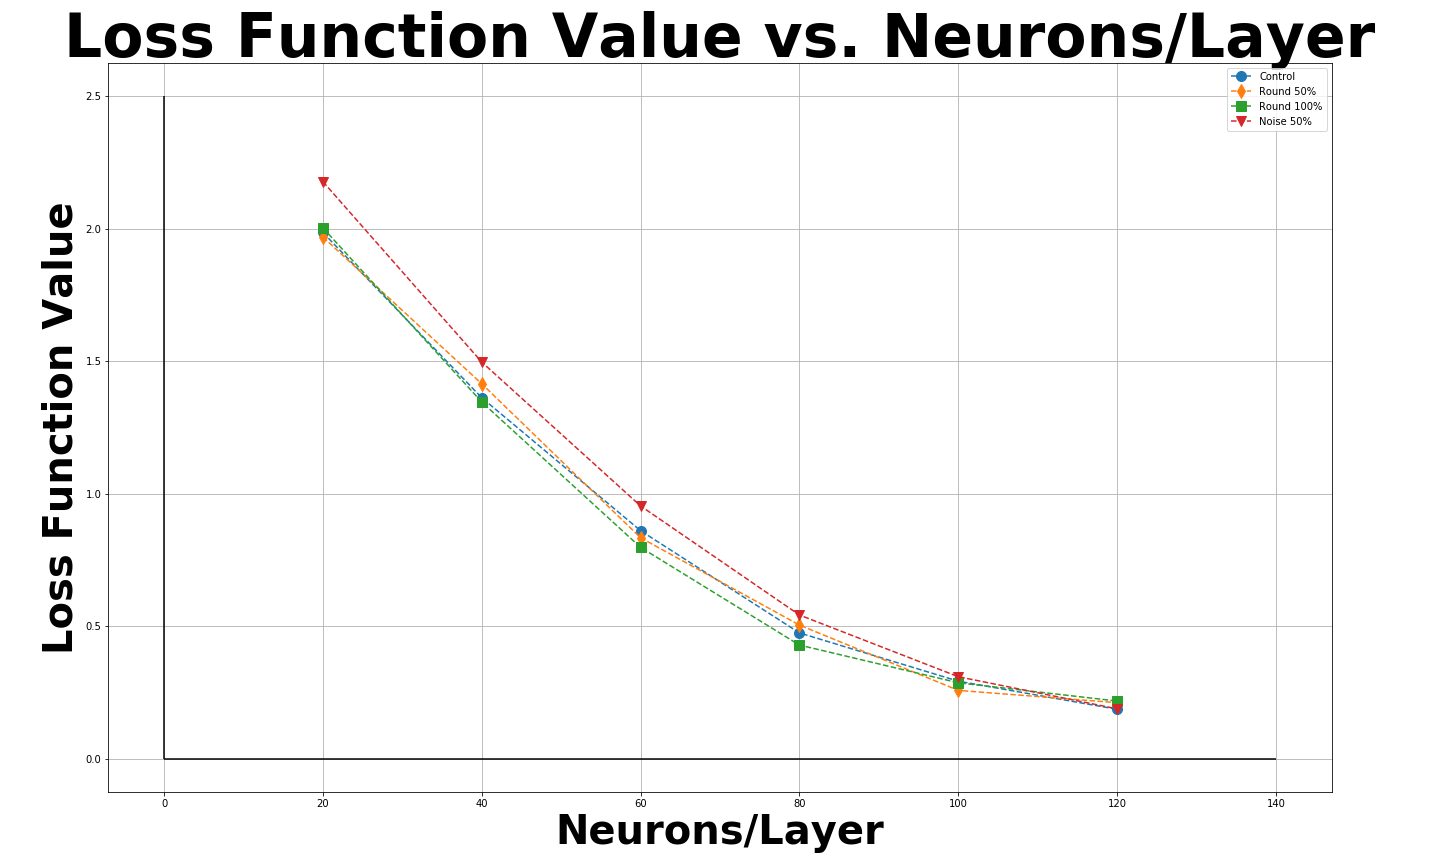 Loss Function Value vs. Neurons/Layer
Control
Round 50%
Round 100%
Noise 50%
Loss Function Value
2.5
2.0
1.5
1.0
0.5
0.0
0 20 40 60 80 100 120 140
Neurons/Layer